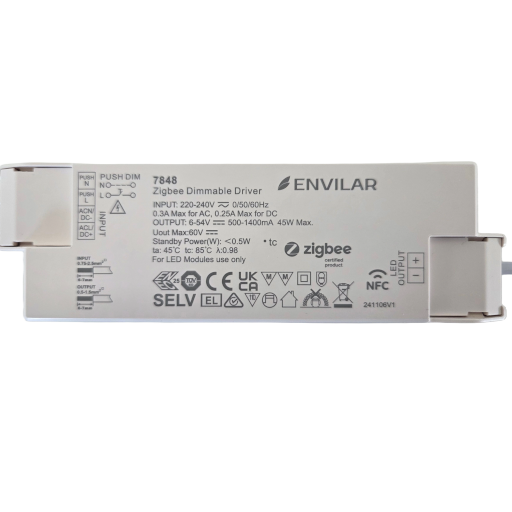 PUSH N
PUSH L
ACN/ DC-
ACL/ DC+
PUSH/DIM
N
L
INPUT
7848
Zigbee Dimmable Driver
ENVILAR
INPUT: 220-240V 0/50/60Hz
0.3A Max for AC, 0.25A Max for DC
OUTPUT: 6-54V 500-1400mA 45W Max.
Uout Max:60V
Standby Power(W): <0.5W
ta: 45°C tc: 85°C λ:0.98
For LED Modules use only
• tc
zigbee
certified
product
LED
OUTPUT
+
-
INPUT
OUTPUT
CE
UK
CA
M M
SELV
EL
NFC
241106V1